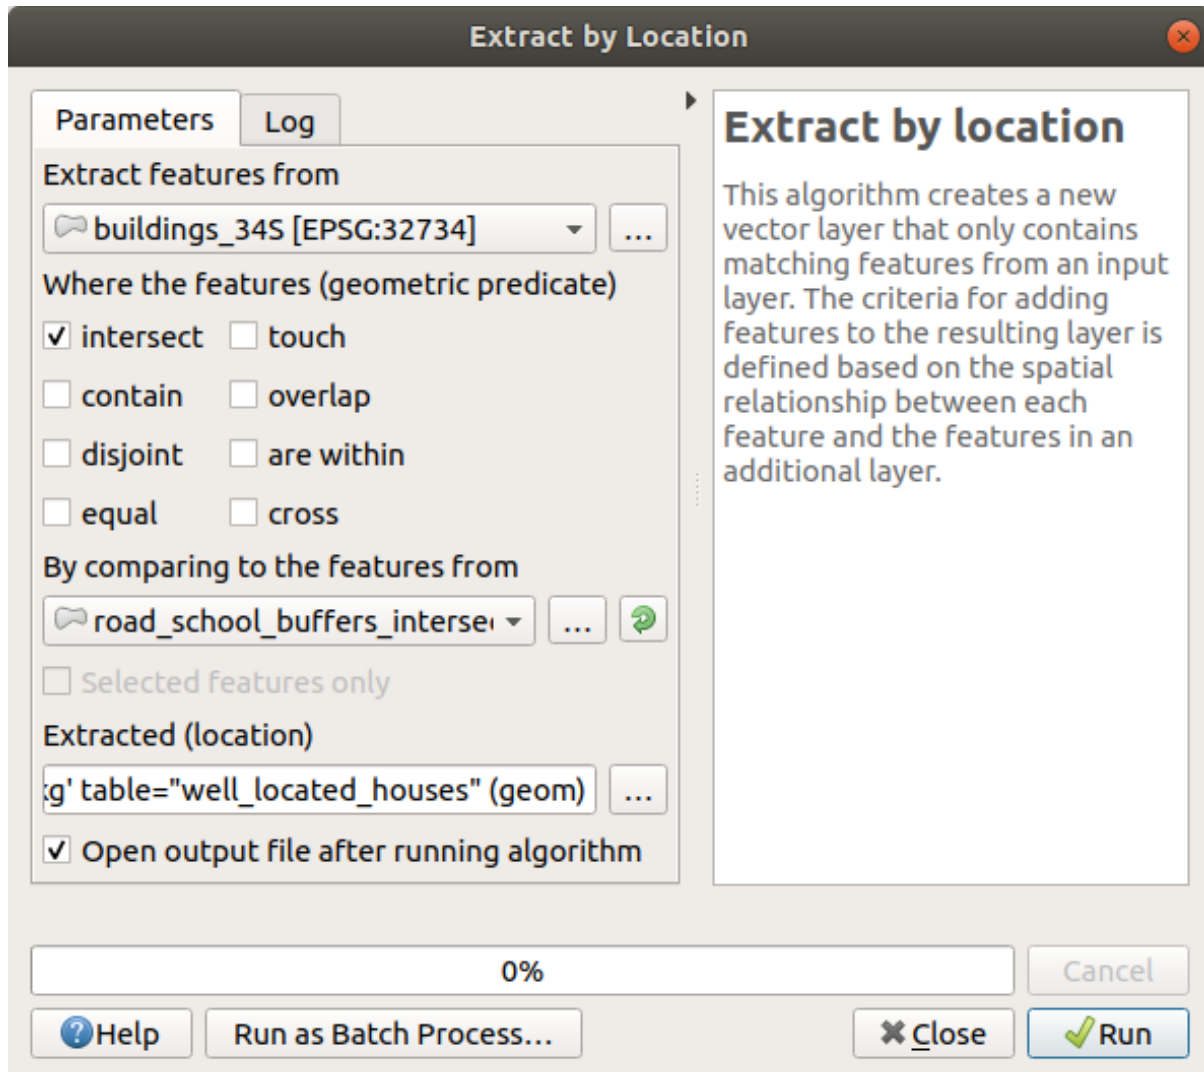 Extract by Location
Parameters
Log
Extract features from
buildings_34S [EPSG:32734]
...
Where the features (geometric predicate)
intersect touch
contain overlap
disjoint are within
equal cross
By comparing to the features from
road_school_buffers_interse
...
Selected features only
Extracted (location)
kg' table="well_located_houses" (geom)
...
Open output file after running algorithm
Extract by location
This algorithm creates a new
vector layer that only contains
matching features from an input
layer. The criteria for adding
features to the resulting layer is
defined based on the spatial
relationship between each
feature and the features in an
additional layer.
0%
Cancel
Help
Run as Batch Process...
Close
Run